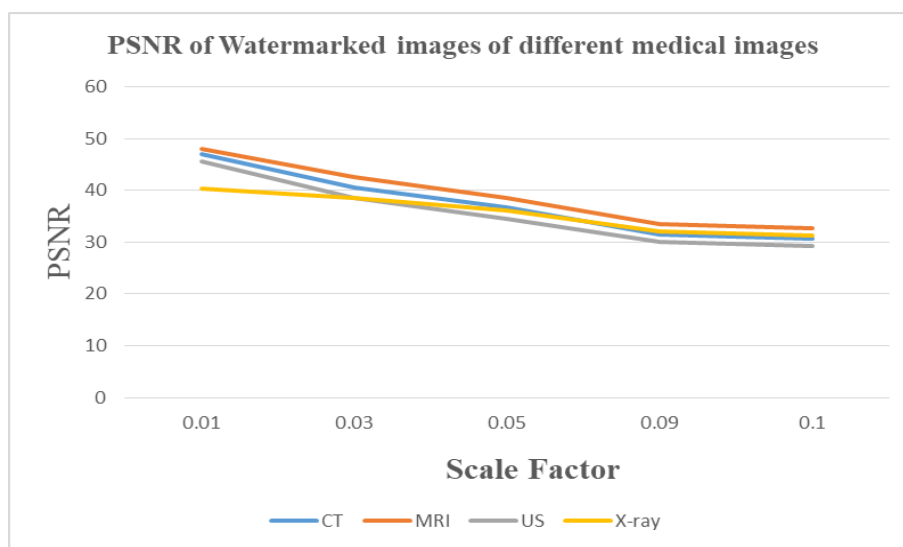 PSNR of Watermarked images of different medical images
60
50
40
30
20
10
0
PSNR
0.01 0.03 0.05 0.09 0.1
Scale Factor
CT MRI US X-ray